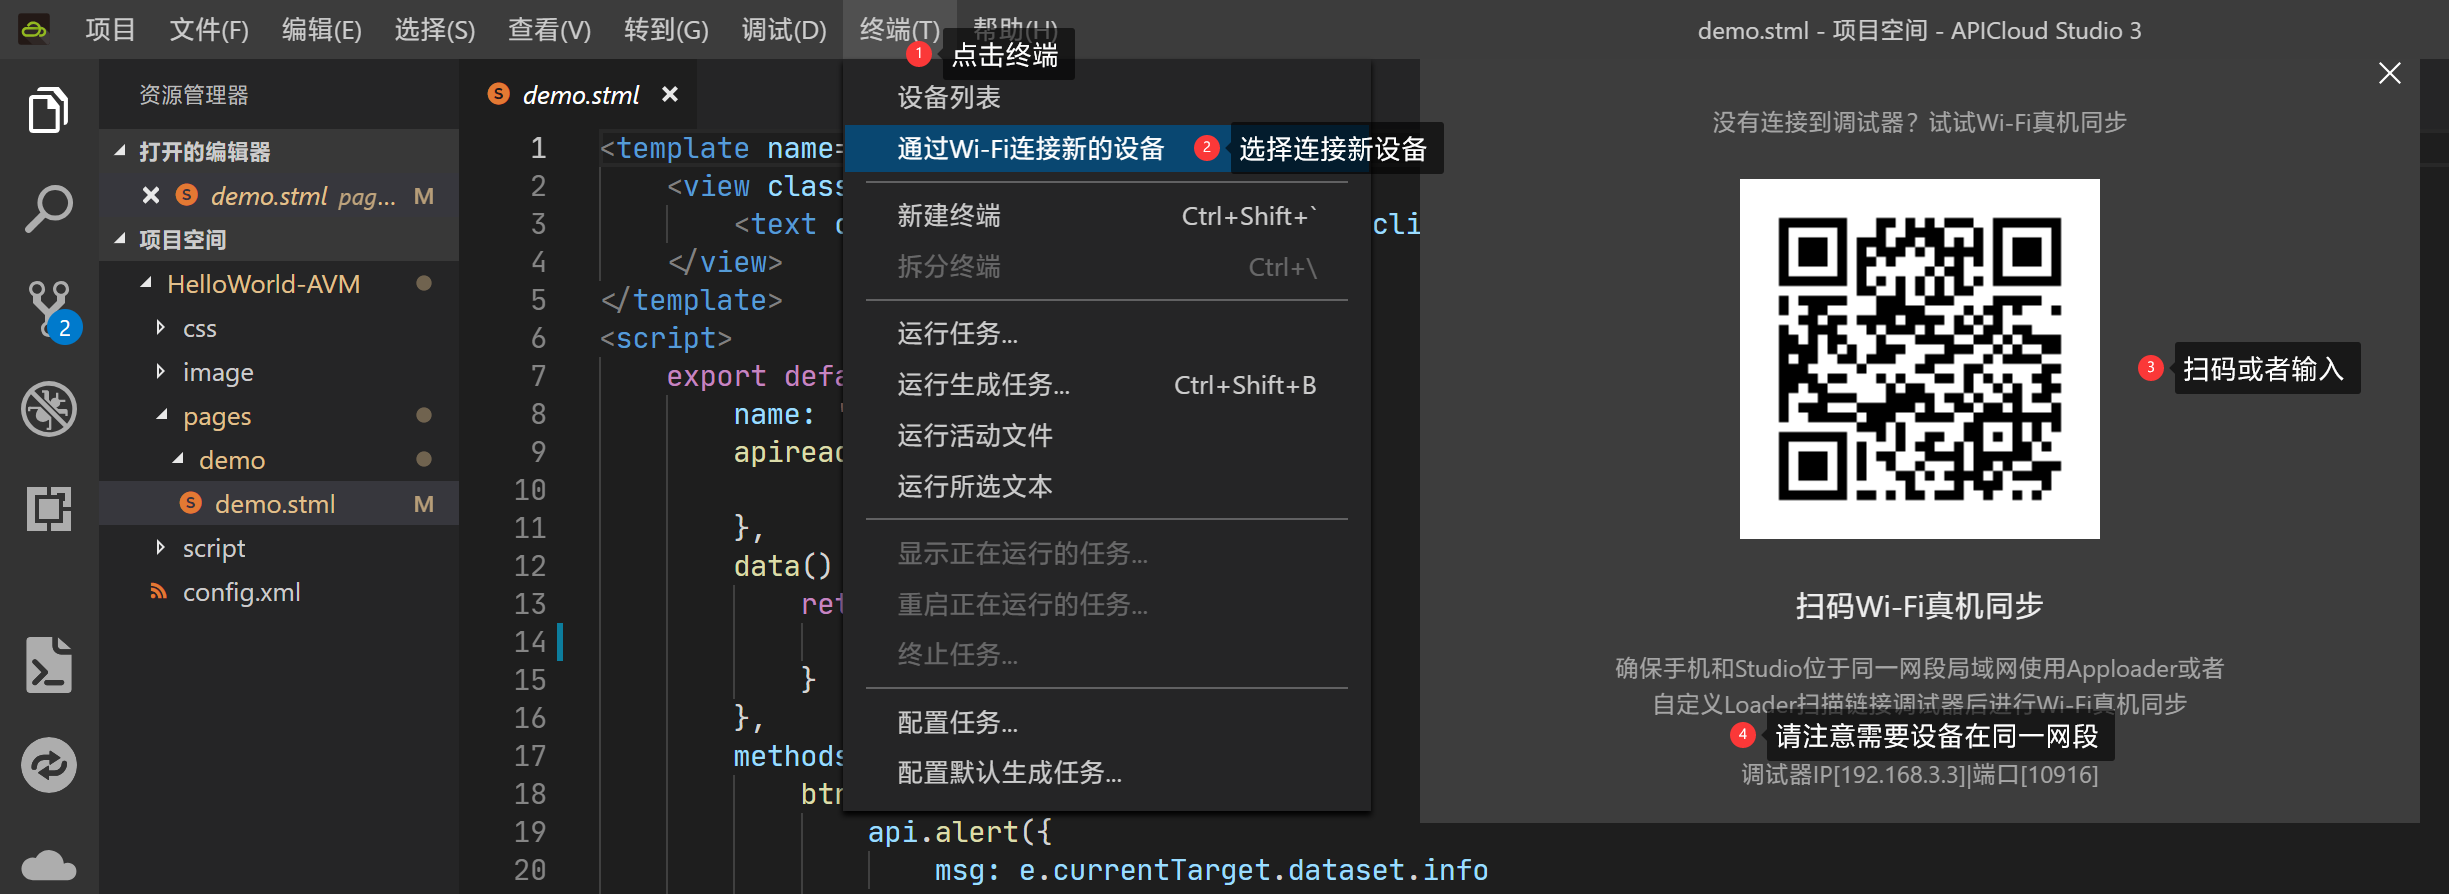 项目 文件(F) 编辑(E) 选择(S) 查看(V) 转到(G) 调试(D) 终端(T) 帮助(H)
demo.stml - 项目空间 - APICloud Studio 3
1 点击终端
资源管理器
打开的编辑器
demo.stml pag... M
项目空间
HelloWorld-AVM
css
image
pages
demo
demo.stml M
script
config.xml
2
demo.stml
1 <template name=
2 <view class
3 <text cli
4 </view>
5 </template>
6 <script>
7 export defa
8 name: '
9 apiread
10
11 },
12 data()
13 ret
14
15 }
16 },
17 methods
18 btn
19 api.alert({
20 msg: e.currentTarget.dataset.info
设备列表
通过Wi-Fi连接新的设备
2 选择连接新设备
新建终端 Ctrl+Shift+`
拆分终端 Ctrl+\
运行任务...
运行生成任务... Ctrl+Shift+B
运行活动文件
运行所选文本
显示正在运行的任务...
重启正在运行的任务...
终止任务...
配置任务...
配置默认生成任务...
没有连接到调试器？试试Wi-Fi真机同步
3 扫码或者输入
扫码Wi-Fi真机同步
确保手机和Studio位于同一网段局域网使用Apploader或者
自定义Loader扫描链接调试器后进行Wi-Fi真机同步
4 请注意需要设备在同一网段
调试器IP[192.168.3.3]|端口[10916]